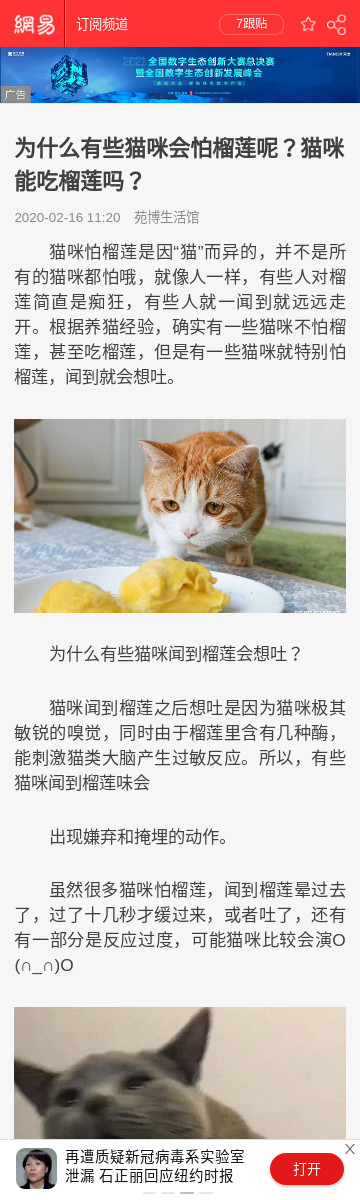 網易
订阅频道
7跟贴
全国数字生态创新大赛总决赛
暨全国数字生态创新发展峰会
广告
为什么有些猫咪会怕榴莲呢？猫咪
能吃榴莲吗？
2020-02-16 11:20 苑博生活馆
猫咪怕榴莲是因“猫”而异的，并不是所
有的猫咪都怕哦，就像人一样，有些人对榴
莲简直是痴狂，有些人就一闻到就远远走
开。根据养猫经验，确实有一些猫咪不怕榴
莲，甚至吃榴莲，但是有一些猫咪就特别怕
榴莲，闻到就会想吐。
为什么有些猫咪闻到榴莲会想吐？
猫咪闻到榴莲之后想吐是因为猫咪极其
敏锐的嗅觉，同时由于榴莲里含有几种酶，
能刺激猫类大脑产生过敏反应。所以，有些
猫咪闻到榴莲味会
出现嫌弃和掩埋的动作。
虽然很多猫咪怕榴莲，闻到榴莲晕过去
了，过了十几秒才缓过来，或者吐了，还有
有一部分是反应过度，可能猫咪比较会演O
(∩_∩)O
再遭质疑新冠病毒系实验室
泄漏 石正丽回应纽约时报
打开
X